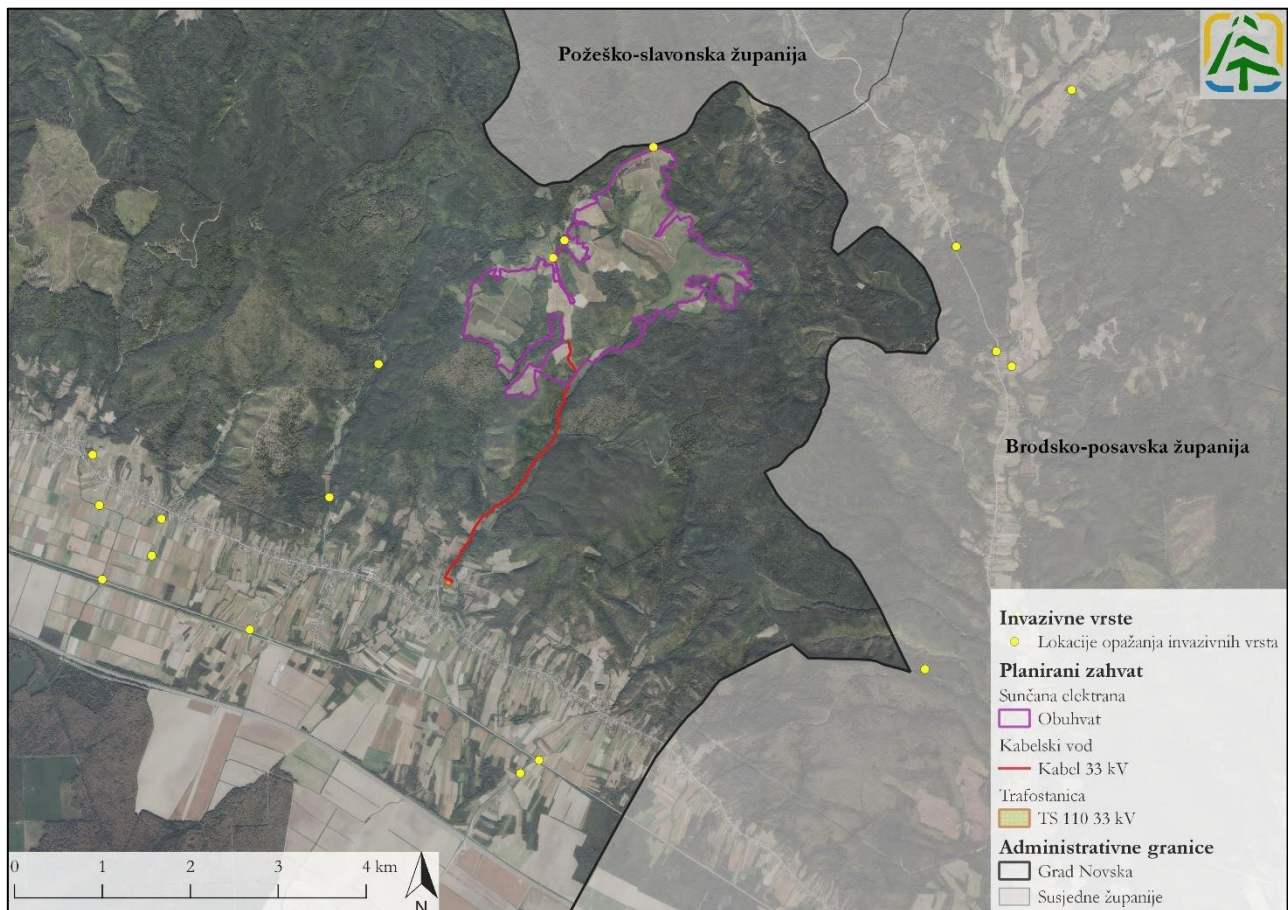 Požeško-slavonska županija
Brodsko-posavska županija
Invazivne vrste
Lokacije opažanja invazivnih vrsta
Planirani zahvat
Sunčana elektrana
Obuhvat
Kabelski vod
Kabel 33 kV
Trafostanica
TS 110 33 kV
Administrativne granice
Grad Novska
Susjedne županije
0 1 2 3 4 km
N